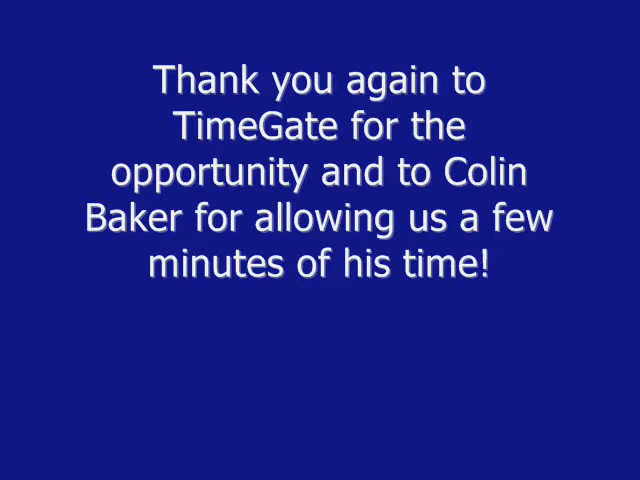 Thank you again to
TimeGate for the
opportunity and to Colin
Baker for allowing us a few
minutes of his time!